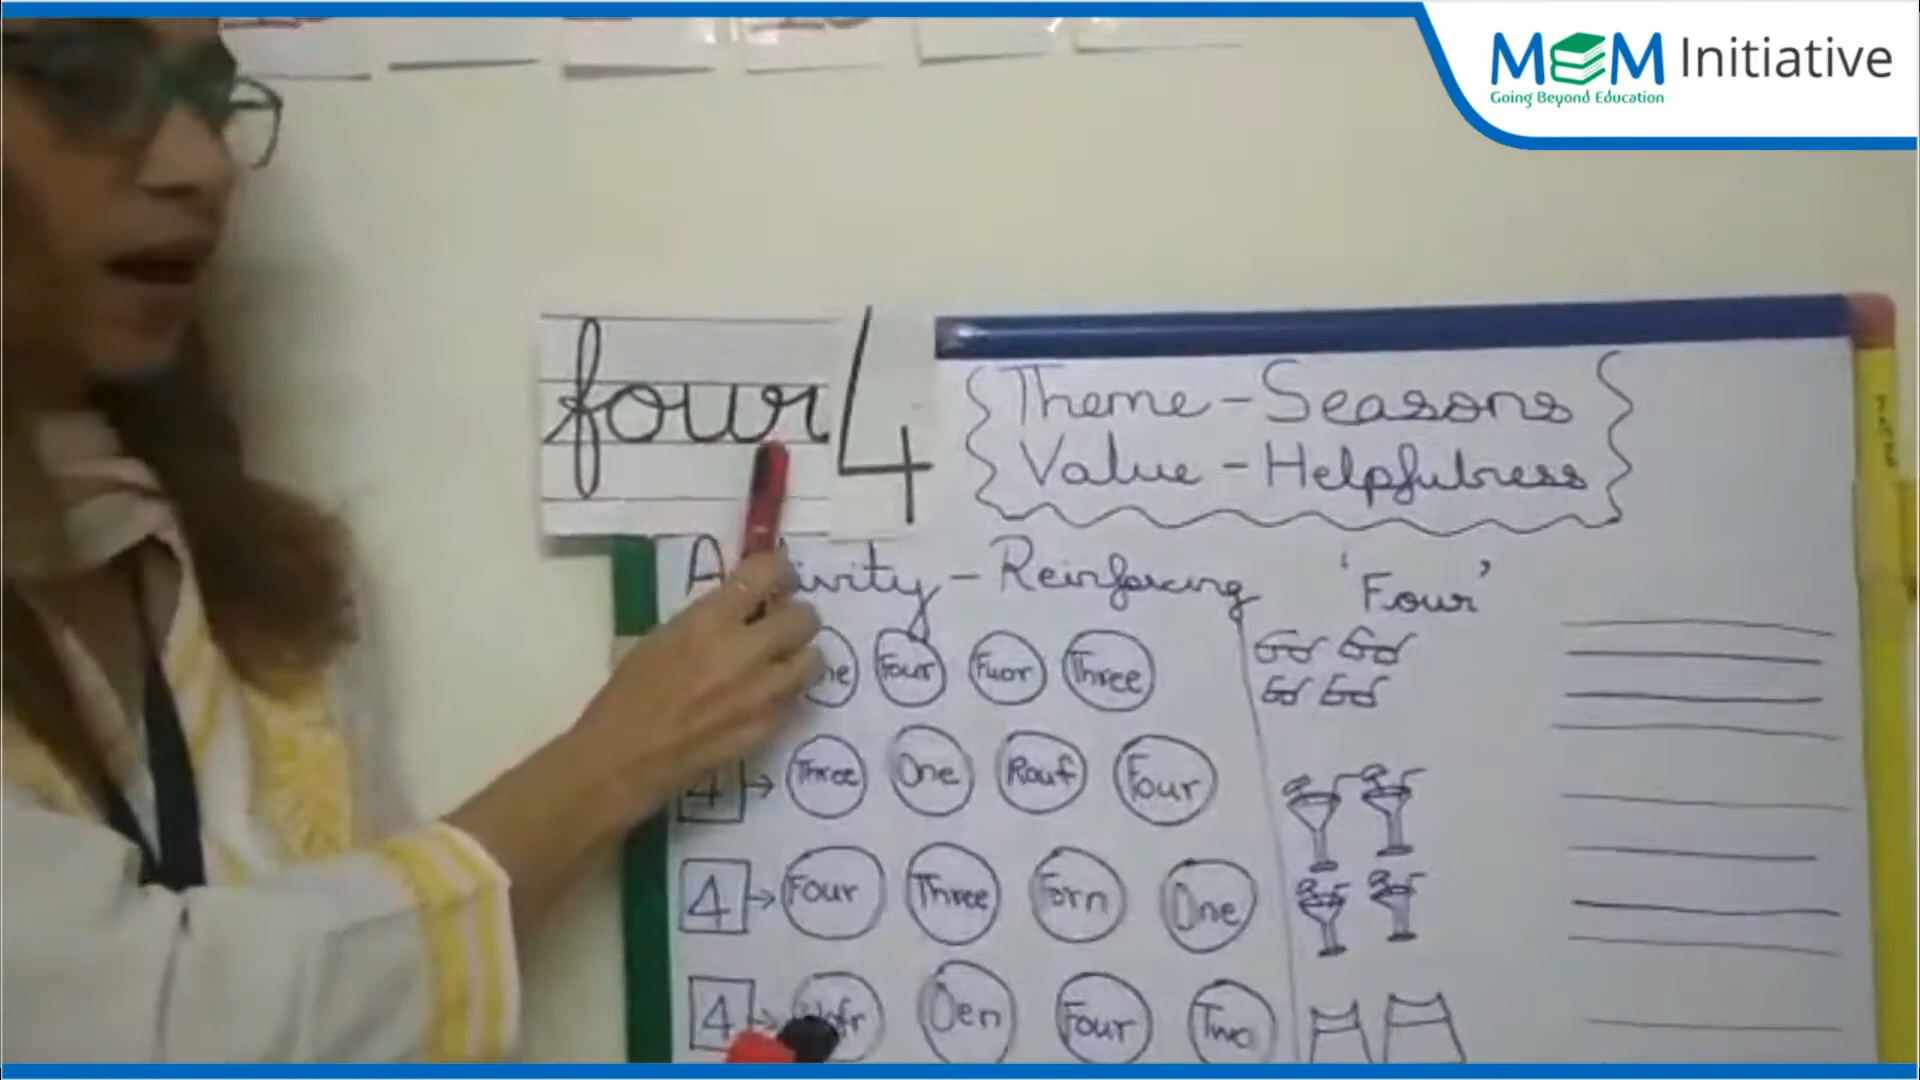 MEM Initiative
Going Beyond Education
four 4
Theme - Seasons
Value - Helpfulness
Activity - Reinforcing 'Four'
Four Fuor Three
4 → Three One Rouf Four
4 → Four Three Forn One
4 → Oen Four Two